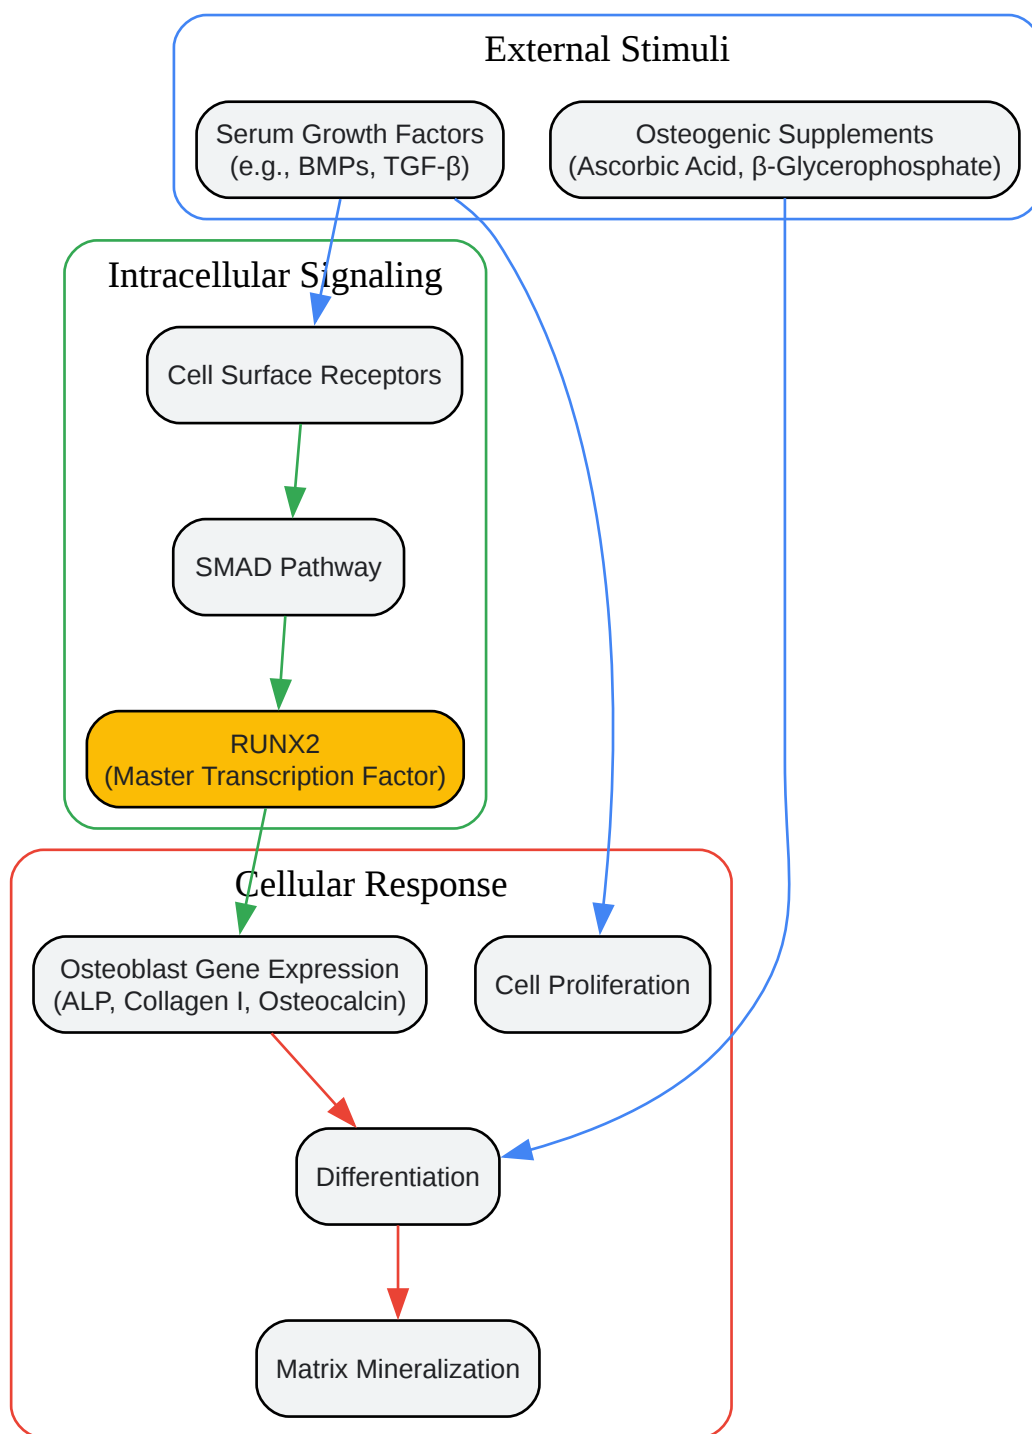 External Stimuli
Serum Growth Factors
(e.g., BMPs, TGF-β)
Osteogenic Supplements
(Ascorbic Acid, β-Glycerophosphate)
Intracellular Signaling
Cell Surface Receptors
SMAD Pathway
RUNX2
(Master Transcription Factor)
Cellular Response
Osteoblast Gene Expression
(ALP, Collagen I, Osteocalcin)
Cell Proliferation
Differentiation
Matrix Mineralization